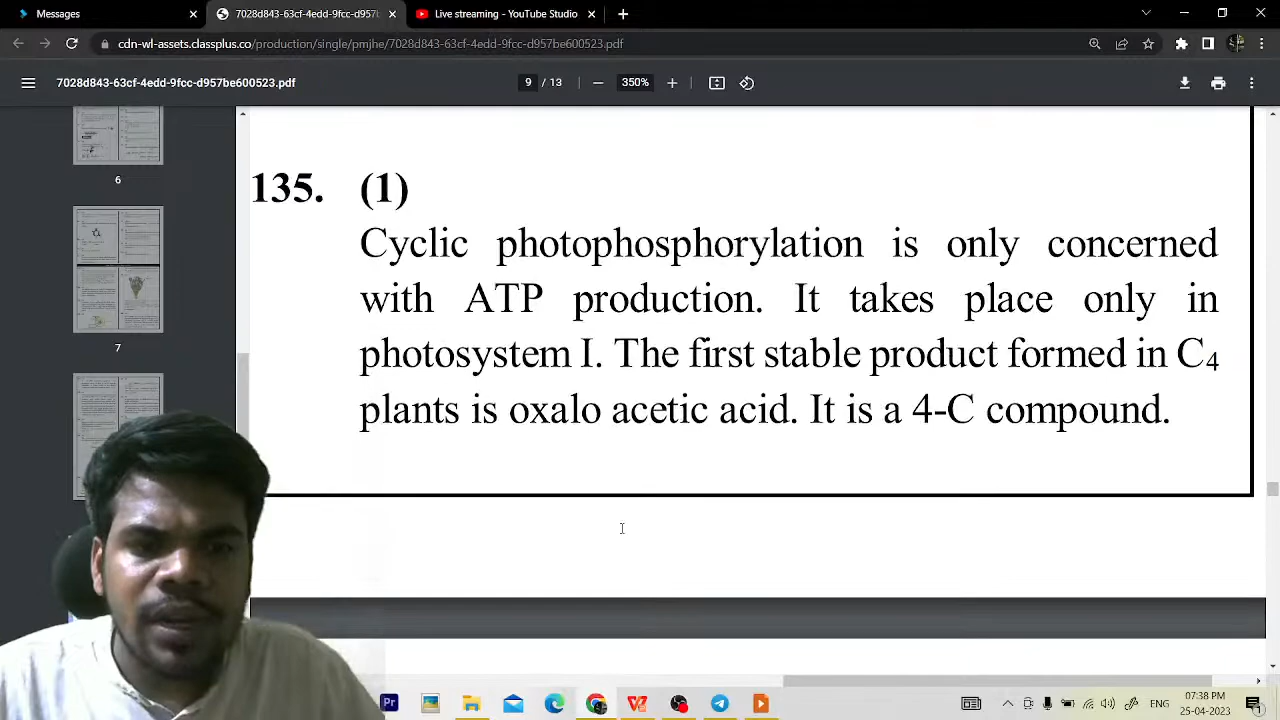 Messages
7028d843-63cf-4edd-9fcc-d957b
Live streaming - YouTube Studio
cdn-wl-assets.classplus.co/production/single/pmjhe/7028d843-63cf-4edd-9fcc-d957be600523.pdf
7028d843-63cf-4edd-9fcc-d957be600523.pdf
9 / 13
350%
6
7
135. (1)
Cyclic photophosphorylation is only concerned
with ATP production. It takes place only in
photosystem I. The first stable product formed in C₄
plants is oxalo acetic acid. It is a 4-C compound.
Pr
ENG
07:38 PM
25-04-2023